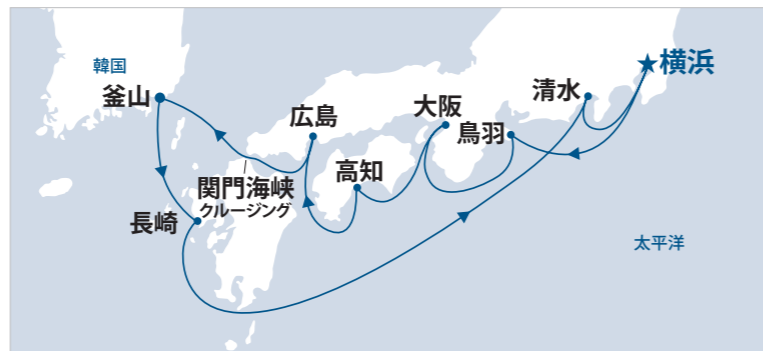 韓国
釜山
広島
大阪
清水
★横浜
鳥羽
高知
関門海峡
クルージング
長崎
太平洋